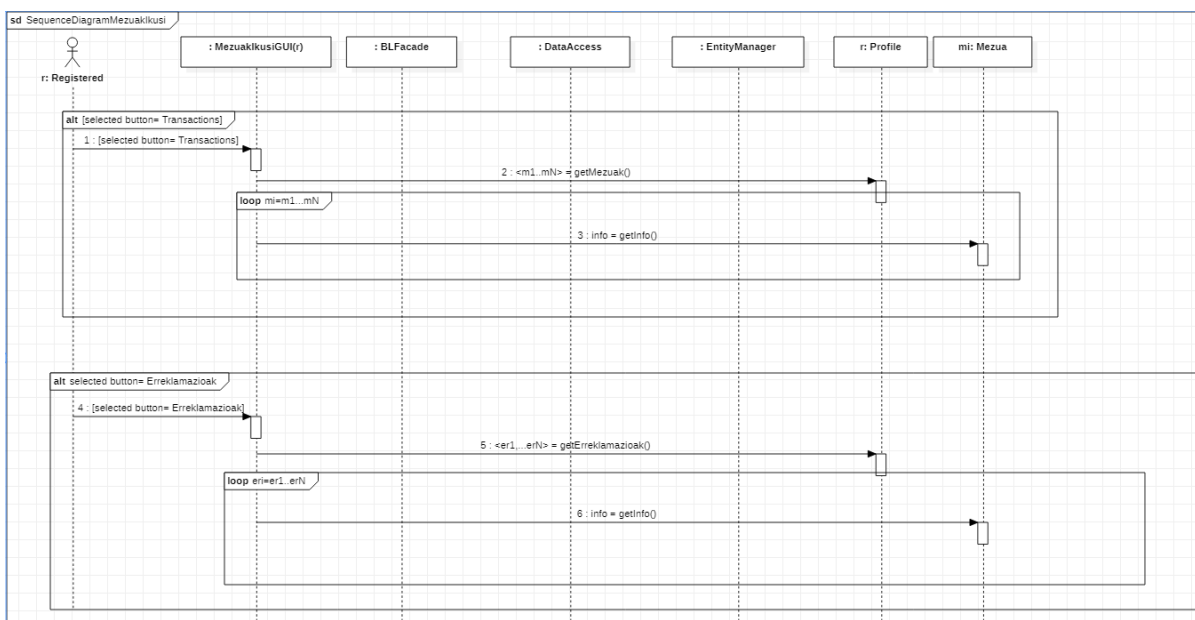 sd SequenceDiagramMezuakIkusi
: MezuakIkusiGUI(r)
: BLFacade
: DataAccess
: EntityManager
r: Profile
mi: Mezua
r: Registered
alt [selected button= Transactions]
1 : [selected button= Transactions]
2 : <m1..mN> = getMezuak()
loop mi=m1...mN
3 : info = getInfo()
alt selected button= Erreklamazioak
4 : [selected button= Erreklamazioak]
5 : <er1,...erN> = getErreklamazioak()
loop eri=er1..erN
6 : info = getInfo()